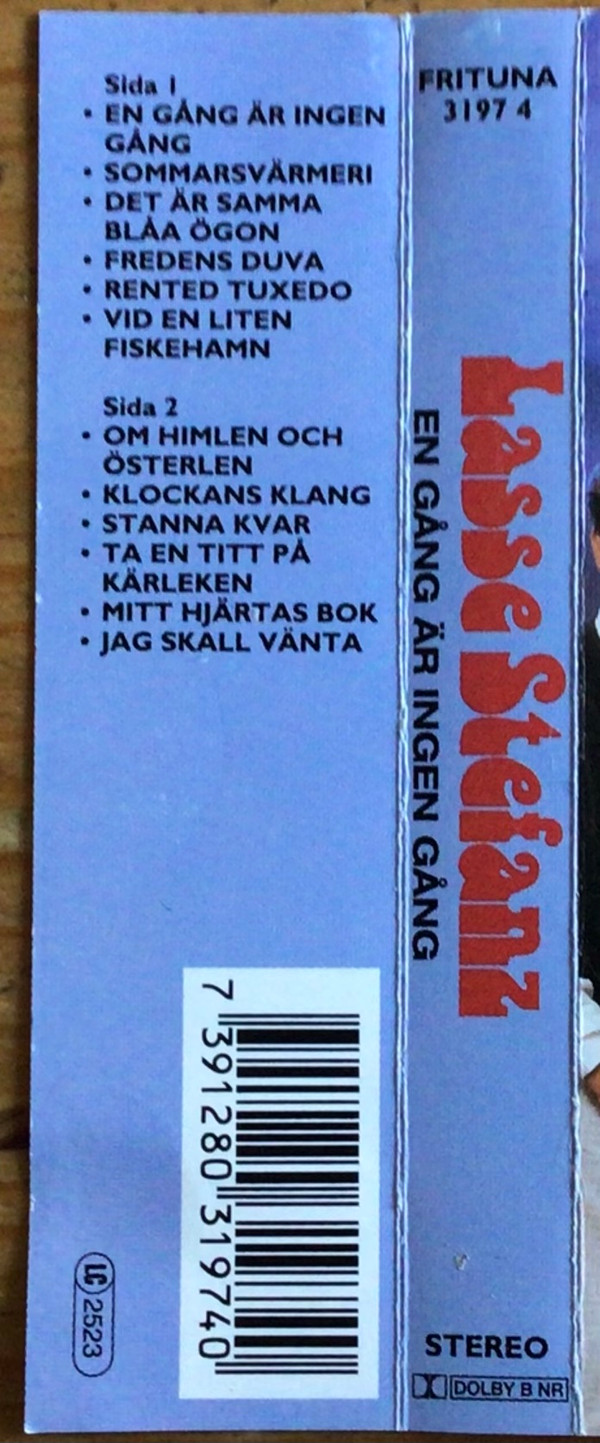 Sida 1
• EN GÅNG ÄR INGEN
GÅNG
• SOMMARSVÄRMERI
• DET ÄR SAMMA
BLÅA ÖGON
• FREDENS DUVA
• RENTED TUXEDO
• VID EN LITEN
FISKEHAMN
Sida 2
• OM HIMLEN OCH
ÖSTERLEN
• KLOCKANS KLANG
• STANNA KVAR
• TA EN TITT PÅ
KÄRLEKEN
• MITT HJÄRTAS BOK
• JAG SKALL VÄNTA
7 391280 319740
LC 2523
FRITUNA
3197 4
Lasse Stefanz
EN GÅNG ÄR INGEN GÅNG
STEREO
DOLBY B NR